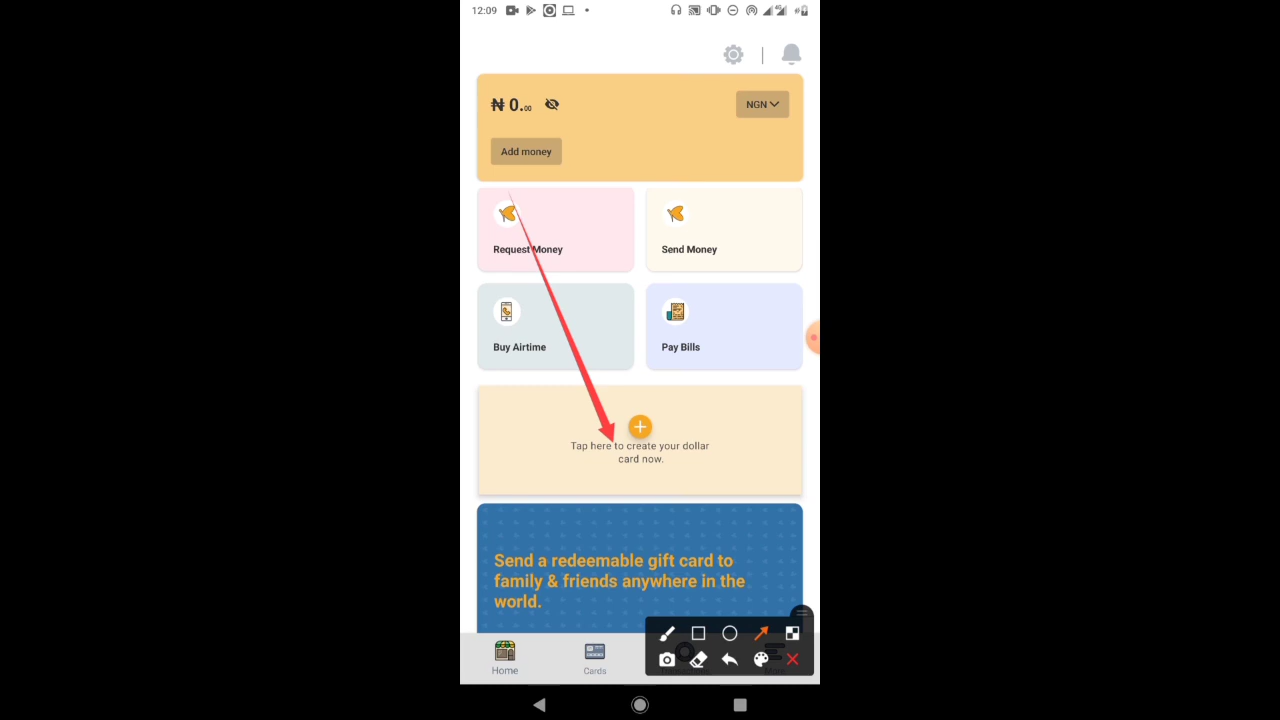 12:09
4G
₦ 0.00
NGN
Add money
Request Money
Send Money
Buy Airtime
Pay Bills
Tap here to create your dollar
card now.
Send a redeemable gift card to
family & friends anywhere in the
world.
Home
Cards